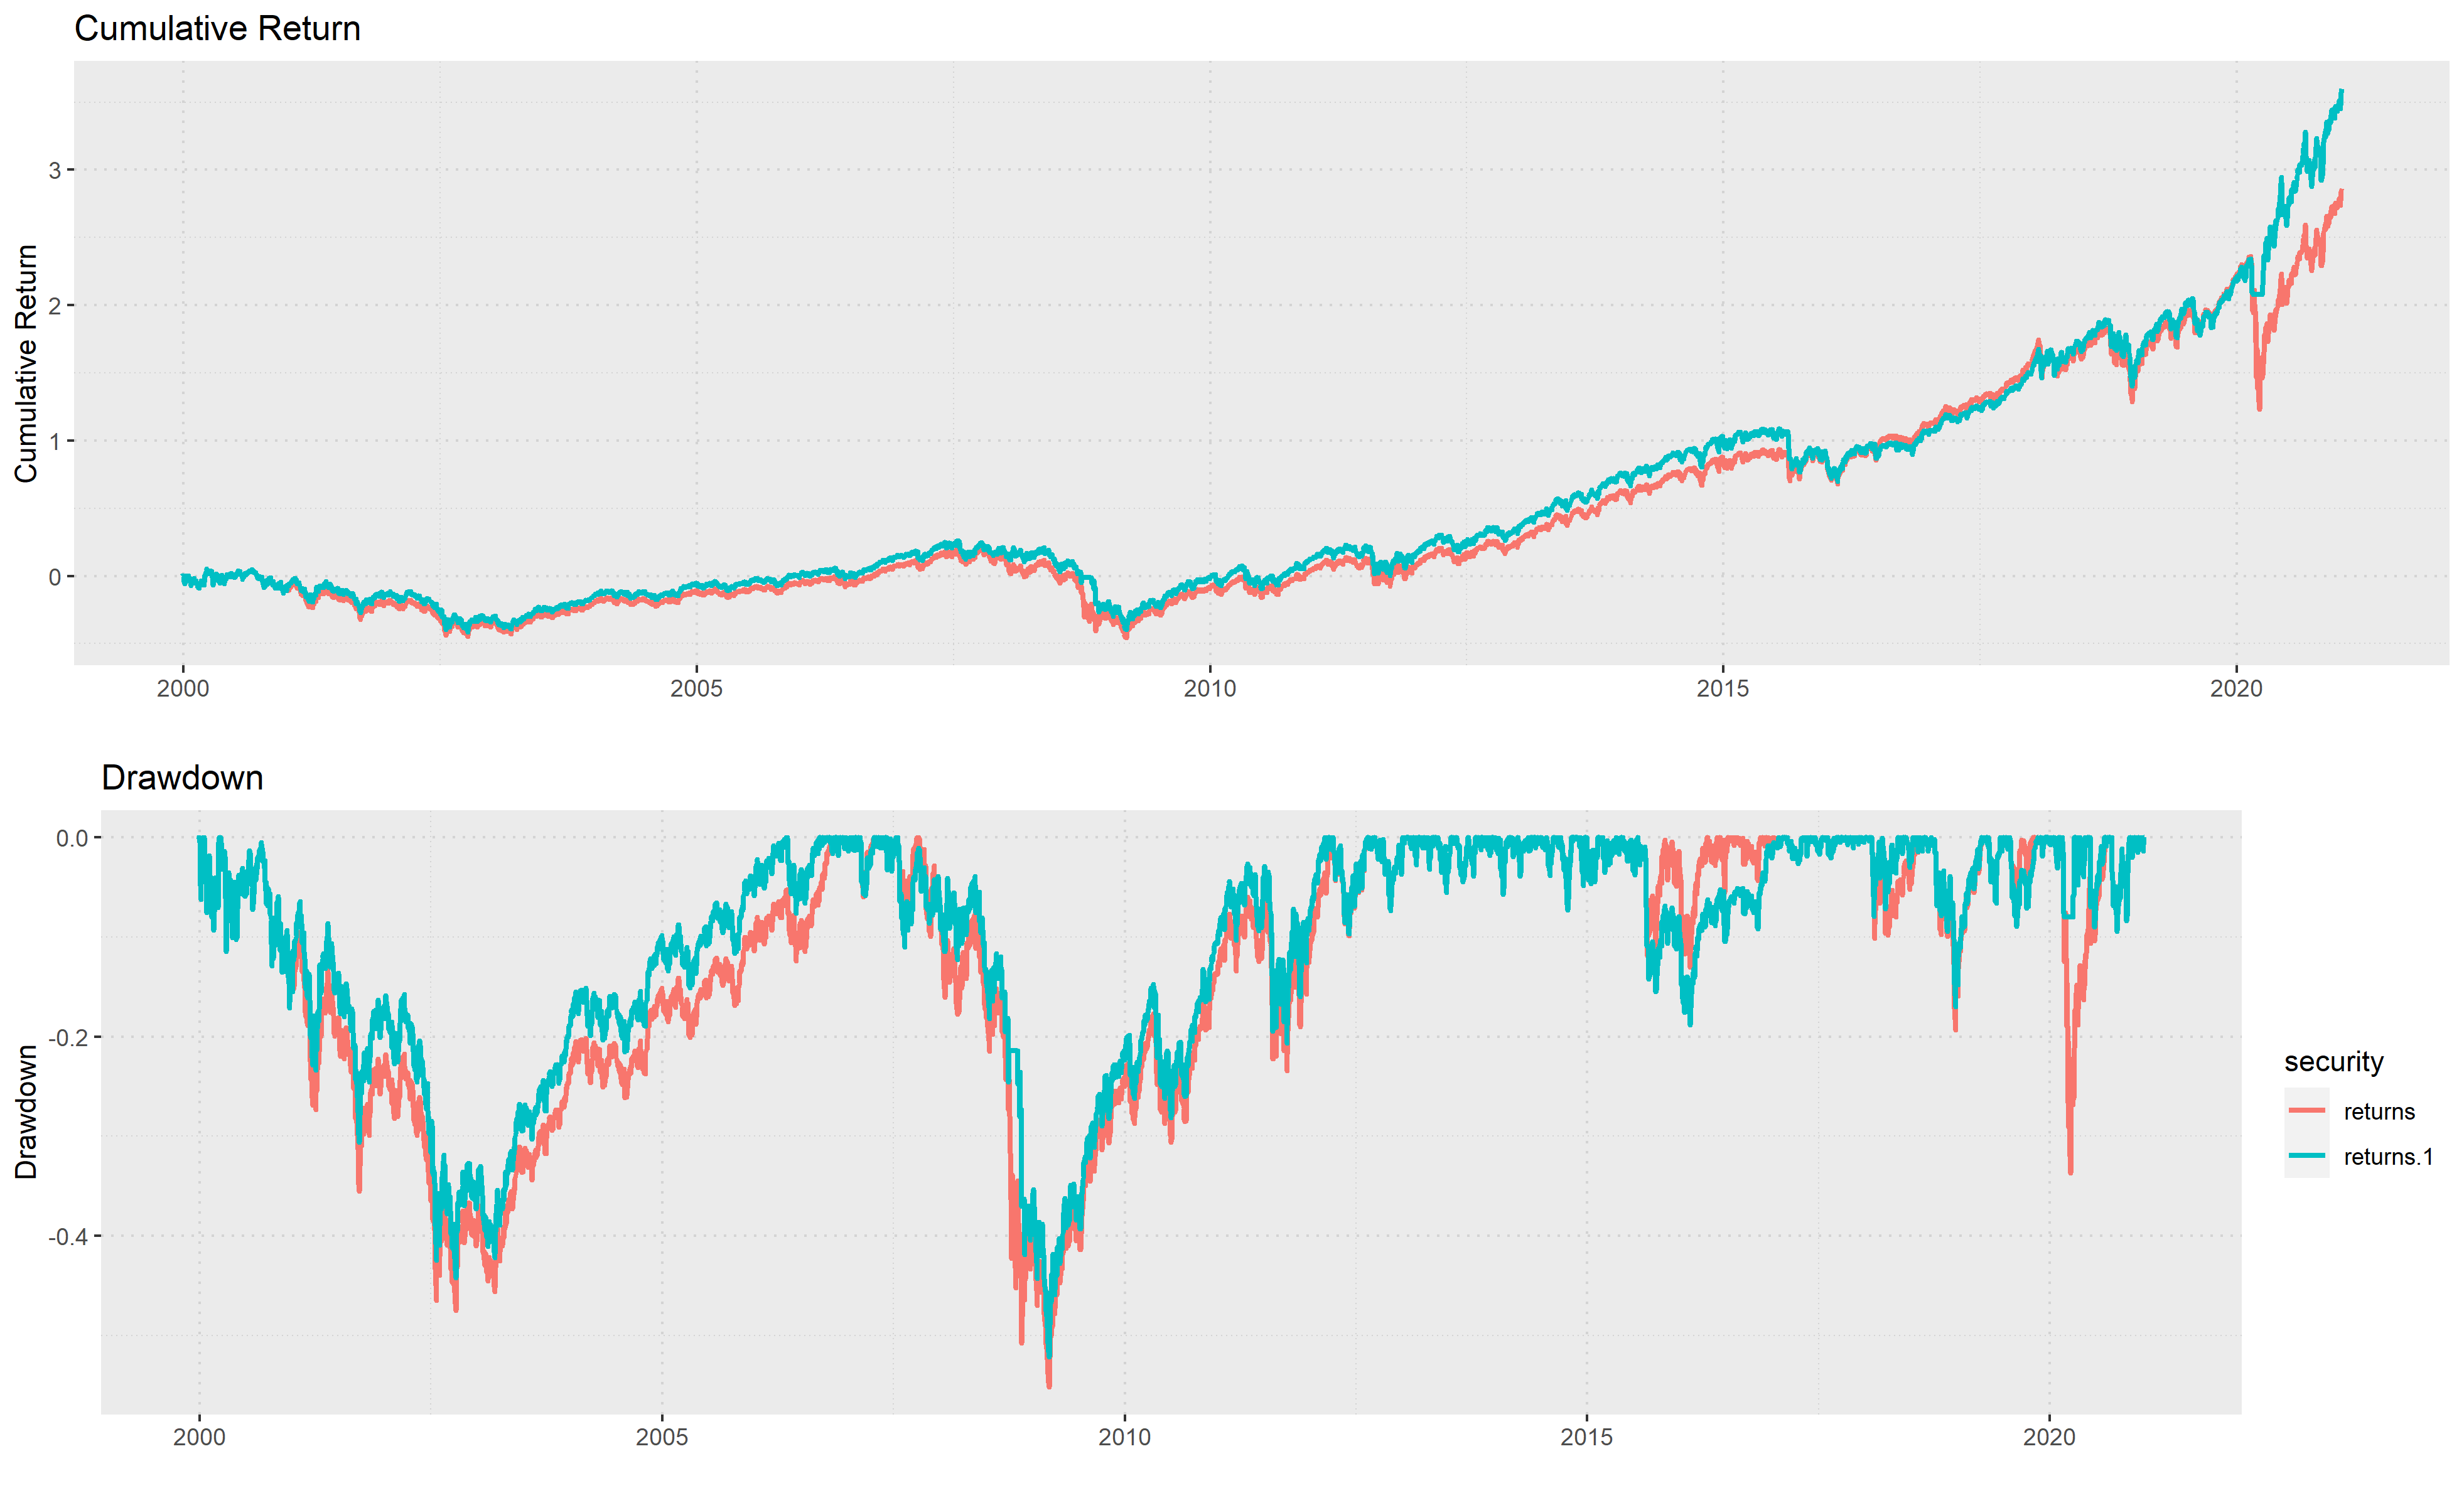 Cumulative Return
Cumulative Return
3
2
1
0
2000 2005 2010 2015 2020
Drawdown
Drawdown
0.0
-0.2
-0.4
2000 2005 2010 2015 2020
security
returns
returns.1